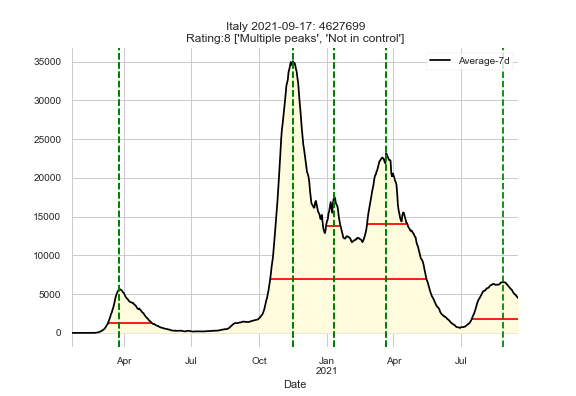 Italy 2021-09-17: 4627699
Rating:8 ['Multiple peaks', 'Not in control']
Average-7d
35000
30000
25000
20000
15000
10000
5000
0
Apr
Jul
Oct
Jan
2021
Apr
Jul
Date